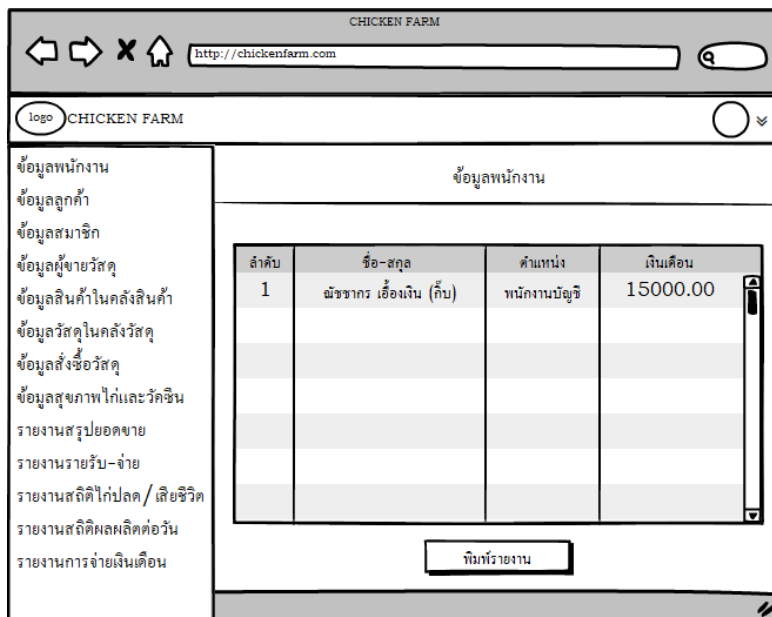 CHICKEN FARM
http://chickenfarm.com
logo CHICKEN FARM
ข้อมูลพนักงาน
ข้อมูลลูกค้า
ข้อมูลสมาชิก
ข้อมูลผู้ขายวัสดุ
ข้อมูลสินค้าในคลังสินค้า
ข้อมูลวัสดุในคลังวัสดุ
ข้อมูลสั่งซื้อวัสดุ
ข้อมูลสุขภาพไก่และวัคซีน
รายงานสรุปยอดขาย
รายงานรายรับ-จ่าย
รายงานสถิติไก่ปลด/เสียชีวิต
รายงานสถิติผลผลิตต่อวัน
รายงานการจ่ายเงินเดือน
ข้อมูลพนักงาน
ลำดับ ชื่อ-สกุล ตำแหน่ง เงินเดือน
1 ณัชชากร เอื้องเงิน (กิ๊บ) พนักงานบัญชี 15000.00
พิมพ์รายงาน